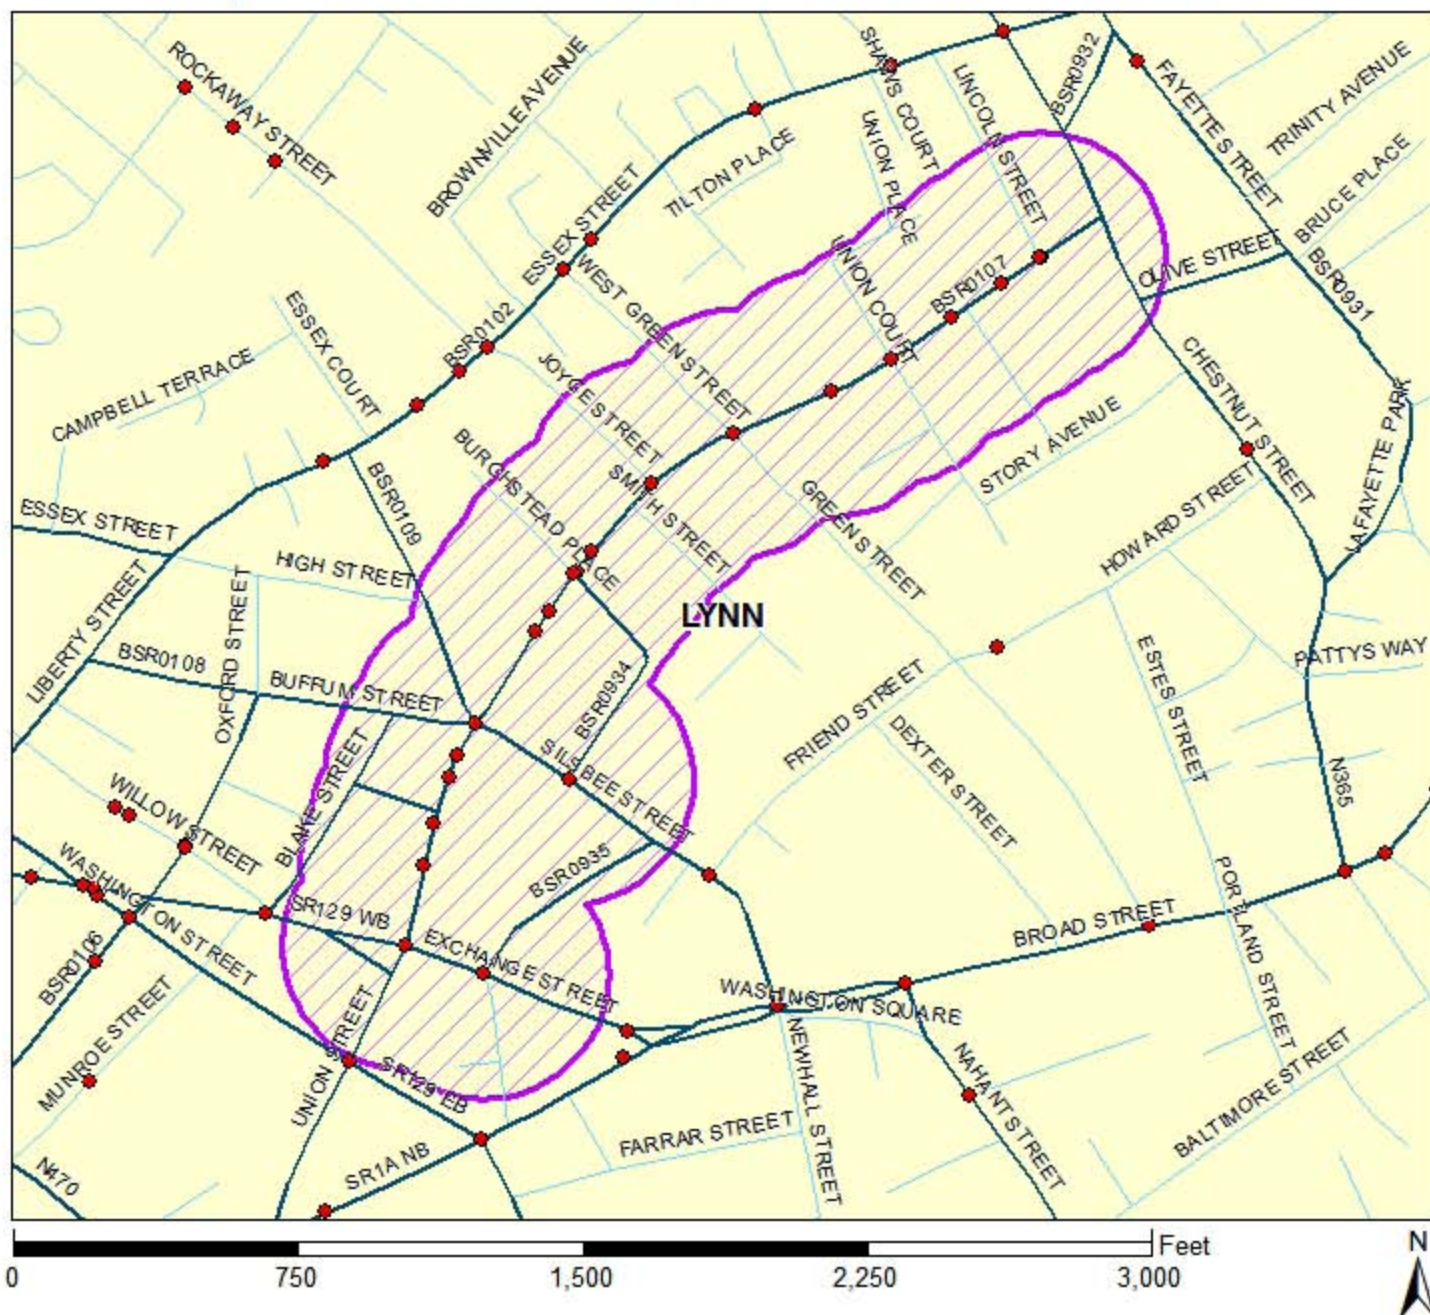 ROCKAWAY STREET
BROWNVILLE AVENUE
SHAWS COURT
LINCOLN STREET
BSR0932
FAYETTE STREET
TRINITY AVENUE
UNION PLACE
TILTON PLACE
BRUCE PLACE
ESSEX STREET
OLIVE STREET
BSR0931
WEST GREEN STREET
UNION COURT
BSR0107
ESSEX COURT
BSR0102
JOYCE STREET
CAMPBELL TERRACE
CHESTNUT STREET
LAFAYETTE PARK
STORY AVENUE
BURCHSTEAD PLACE
SMITH STREET
BSR0109
GREEN STREET
HOWARD STREET
ESSEX STREET
HIGH STREET
LIBERTY STREET
OXFORD STREET
LYNN
BSR0108
BUFFUM STREET
BSR0934
FRIEND STREET
ESTES STREET
PATTYS WAY
DEXTER STREET
SILSBEE STREET
N365
WILLOW STREET
BLAKE STREET
WASHINGTON STREET
BSR0935
PORTLAND STREET
SR129 WB
EXCHANGE STREET
BROAD STREET
BSR0106
WASHINGTON SQUARE
MUNROE STREET
UNION STREET
SR129 EB
NEWHALL STREET
NAHANT STREET
BALTIMORE STREET
FARRAR STREET
SR1A NB
N470
Feet
N
0 750 1,500 2,250 3,000